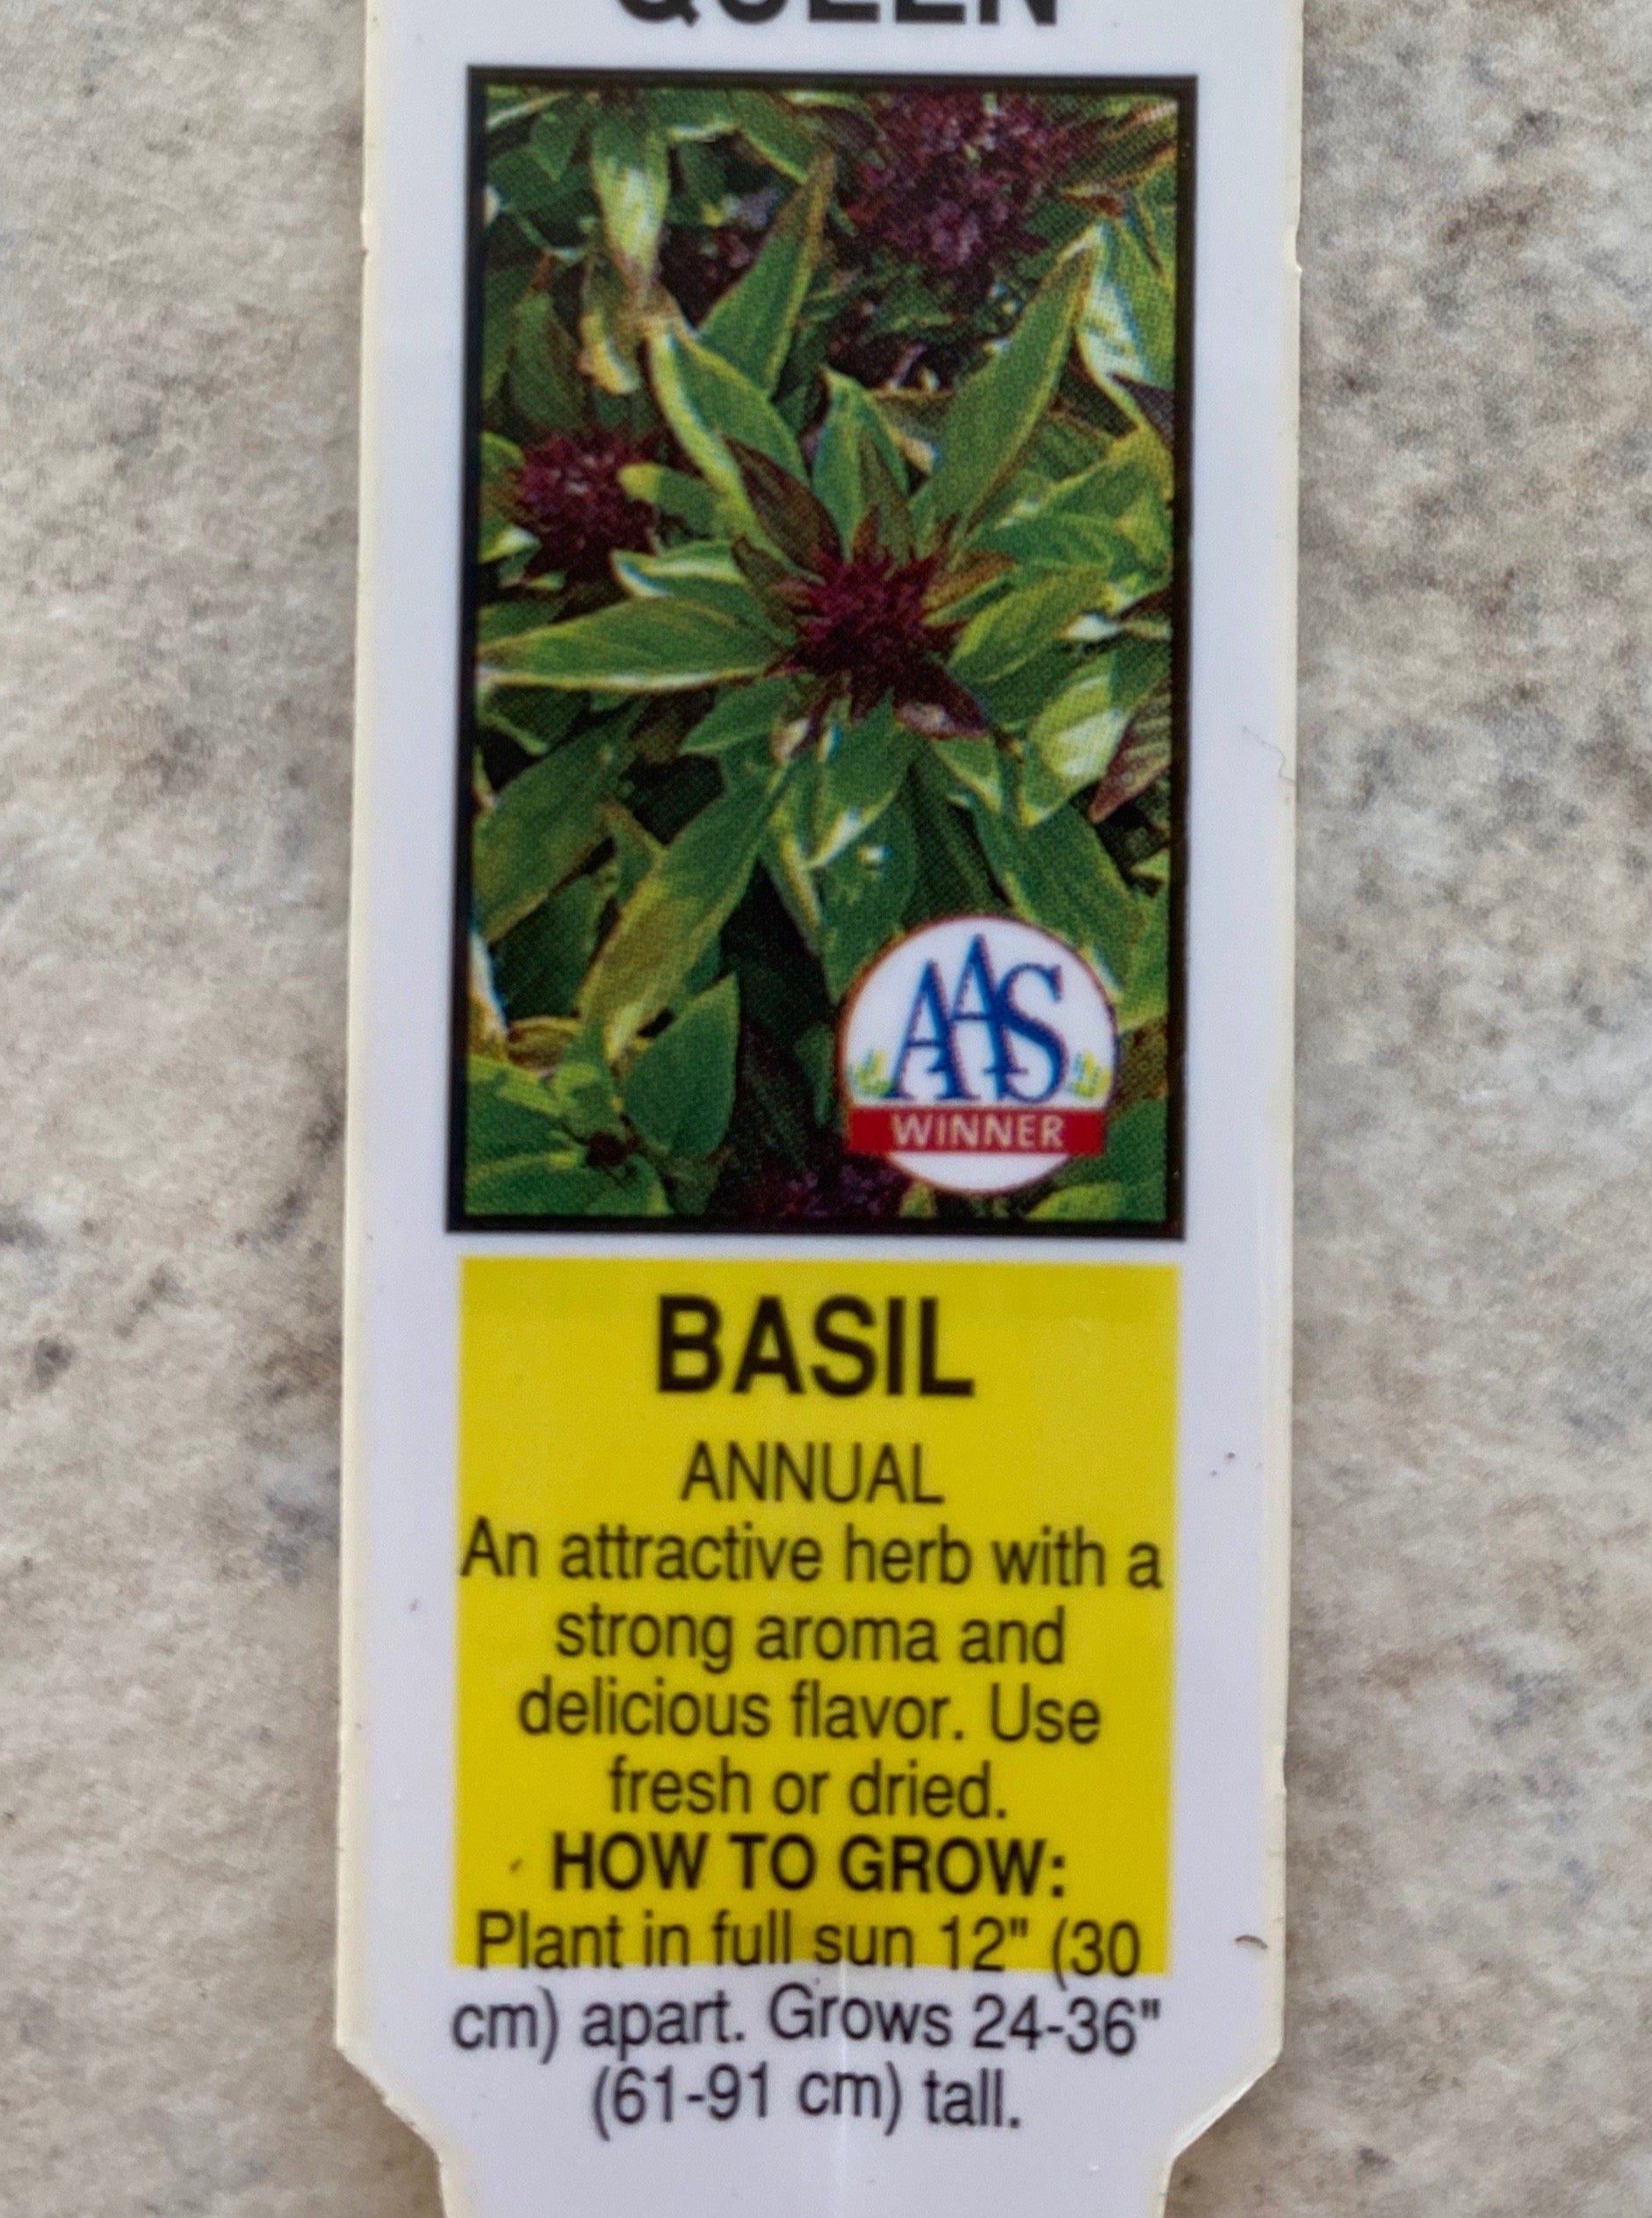 QUEEN
AAS
WINNER
BASIL
ANNUAL
An attractive herb with a
strong aroma and
delicious flavor. Use
fresh or dried.
HOW TO GROW:
Plant in full sun 12" (30
cm) apart. Grows 24-36"
(61-91 cm) tall.